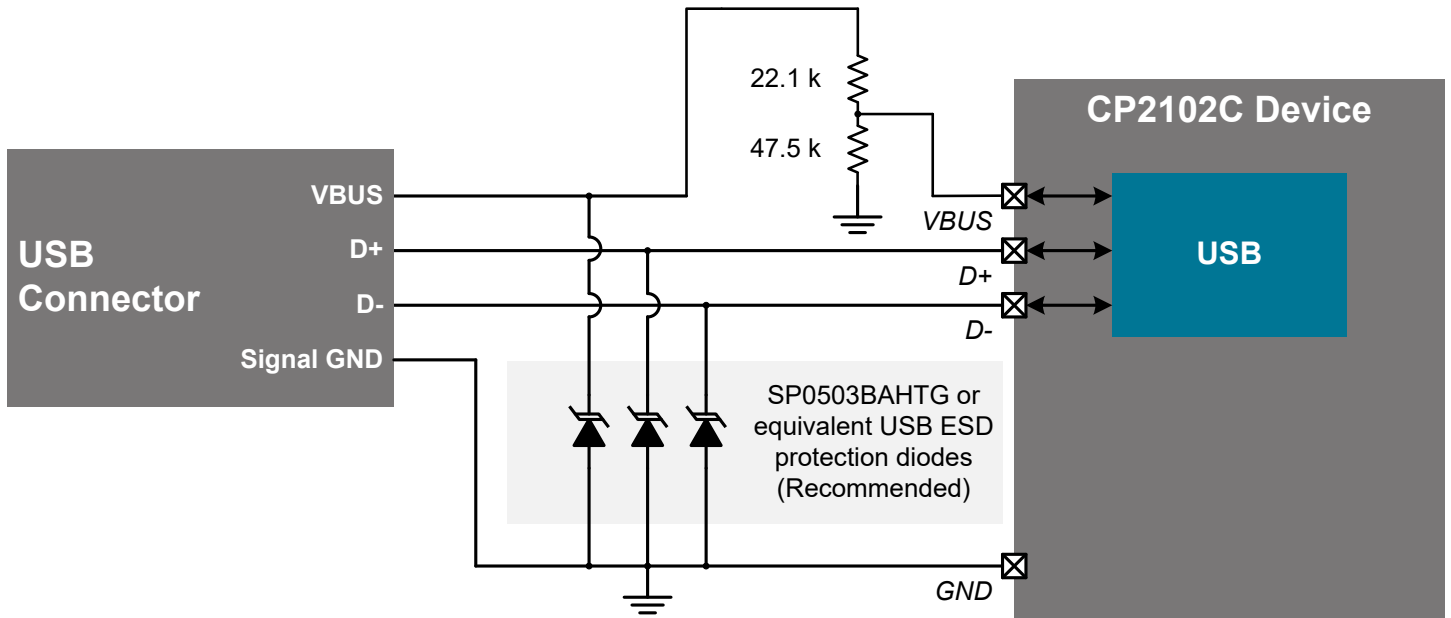 22.1 k
47.5 k
CP2102C Device
VBUS
D+
D-
Signal GND
USB
Connector
VBUS
D+
D-
USB
SP0503BAHTG or
equivalent USB ESD
protection diodes
(Recommended)
GND